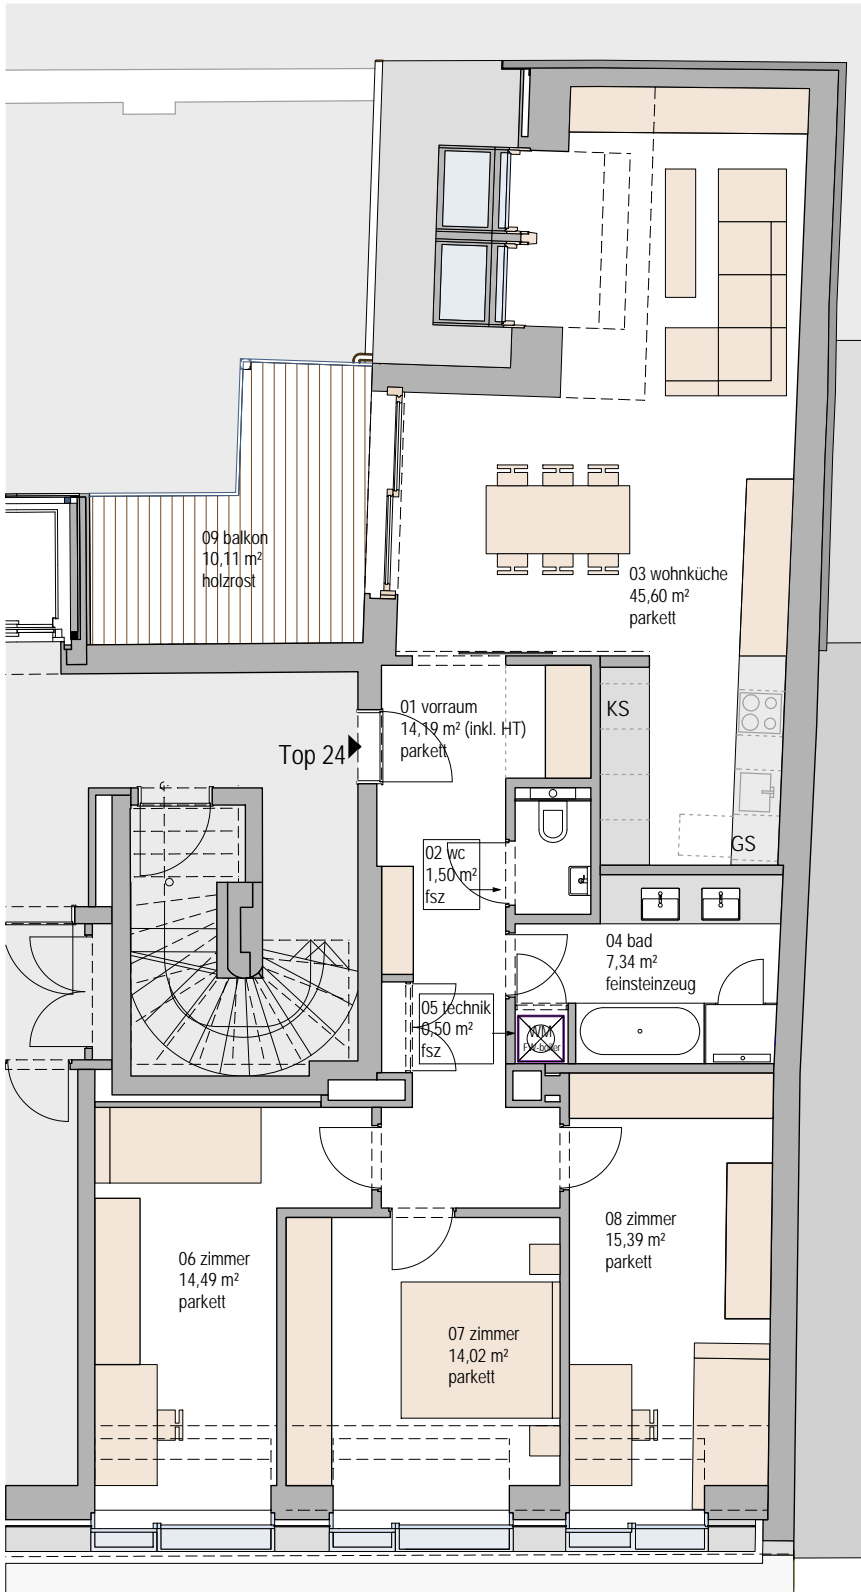 09 balkon
10,11 m²
holzrost
03 wohnküche
45,60 m²
parkett
01 vorraum
14,19 m² (inkl. HT)
parkett
KS
Top 24
GS
02 wc
1,50 m²
fsz
04 bad
7,34 m²
feinsteinzeug
05 technik
0,50 m²
fsz
WM
08 zimmer
15,39 m²
parkett
06 zimmer
14,49 m²
parkett
07 zimmer
14,02 m²
parkett